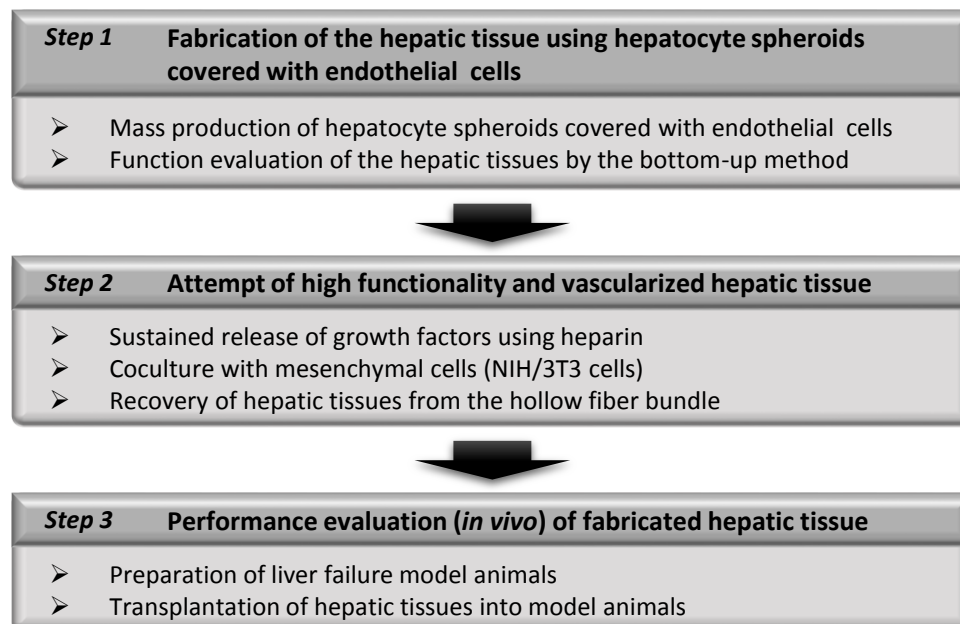 Step 1 Fabrication of the hepatic tissue using hepatocyte spheroids
covered with endothelial cells
➢ Mass production of hepatocyte spheroids covered with endothelial cells
➢ Function evaluation of the hepatic tissues by the bottom-up method
Step 2 Attempt of high functionality and vascularized hepatic tissue
➢ Sustained release of growth factors using heparin
➢ Coculture with mesenchymal cells (NIH/3T3 cells)
➢ Recovery of hepatic tissues from the hollow fiber bundle
Step 3 Performance evaluation (in vivo) of fabricated hepatic tissue
➢ Preparation of liver failure model animals
➢ Transplantation of hepatic tissues into model animals